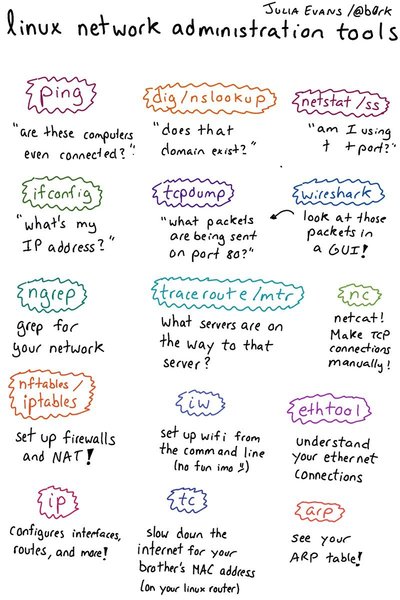 JULIA EVANS /@b0rk
linux network administration tools
ping
"are these computers
even connected?"
dig/nslookup
"does that
domain exist?"
netstat/ss
"am I using
t + port?"
ifconfig
"what's my
IP address?"
tcpdump
"what packets
are being sent
on port 80?"
wireshark
look at those
packets in
a GUI!
ngrep
grep for
your network
traceroute/mtr
What servers are on
the way to that
server?
nc
netcat!
Make TCP
connections
manually!
nftables/
iptables
set up firewalls
and NAT!
iw
set up wifi from
the command line
(no fun imo !!)
ethtool
understand
your ethernet
connections
ip
configures interfaces,
routes, and more!
tc
slow down the
internet for your
brother's MAC address
(on your linux router)
arp
see your
ARP table!